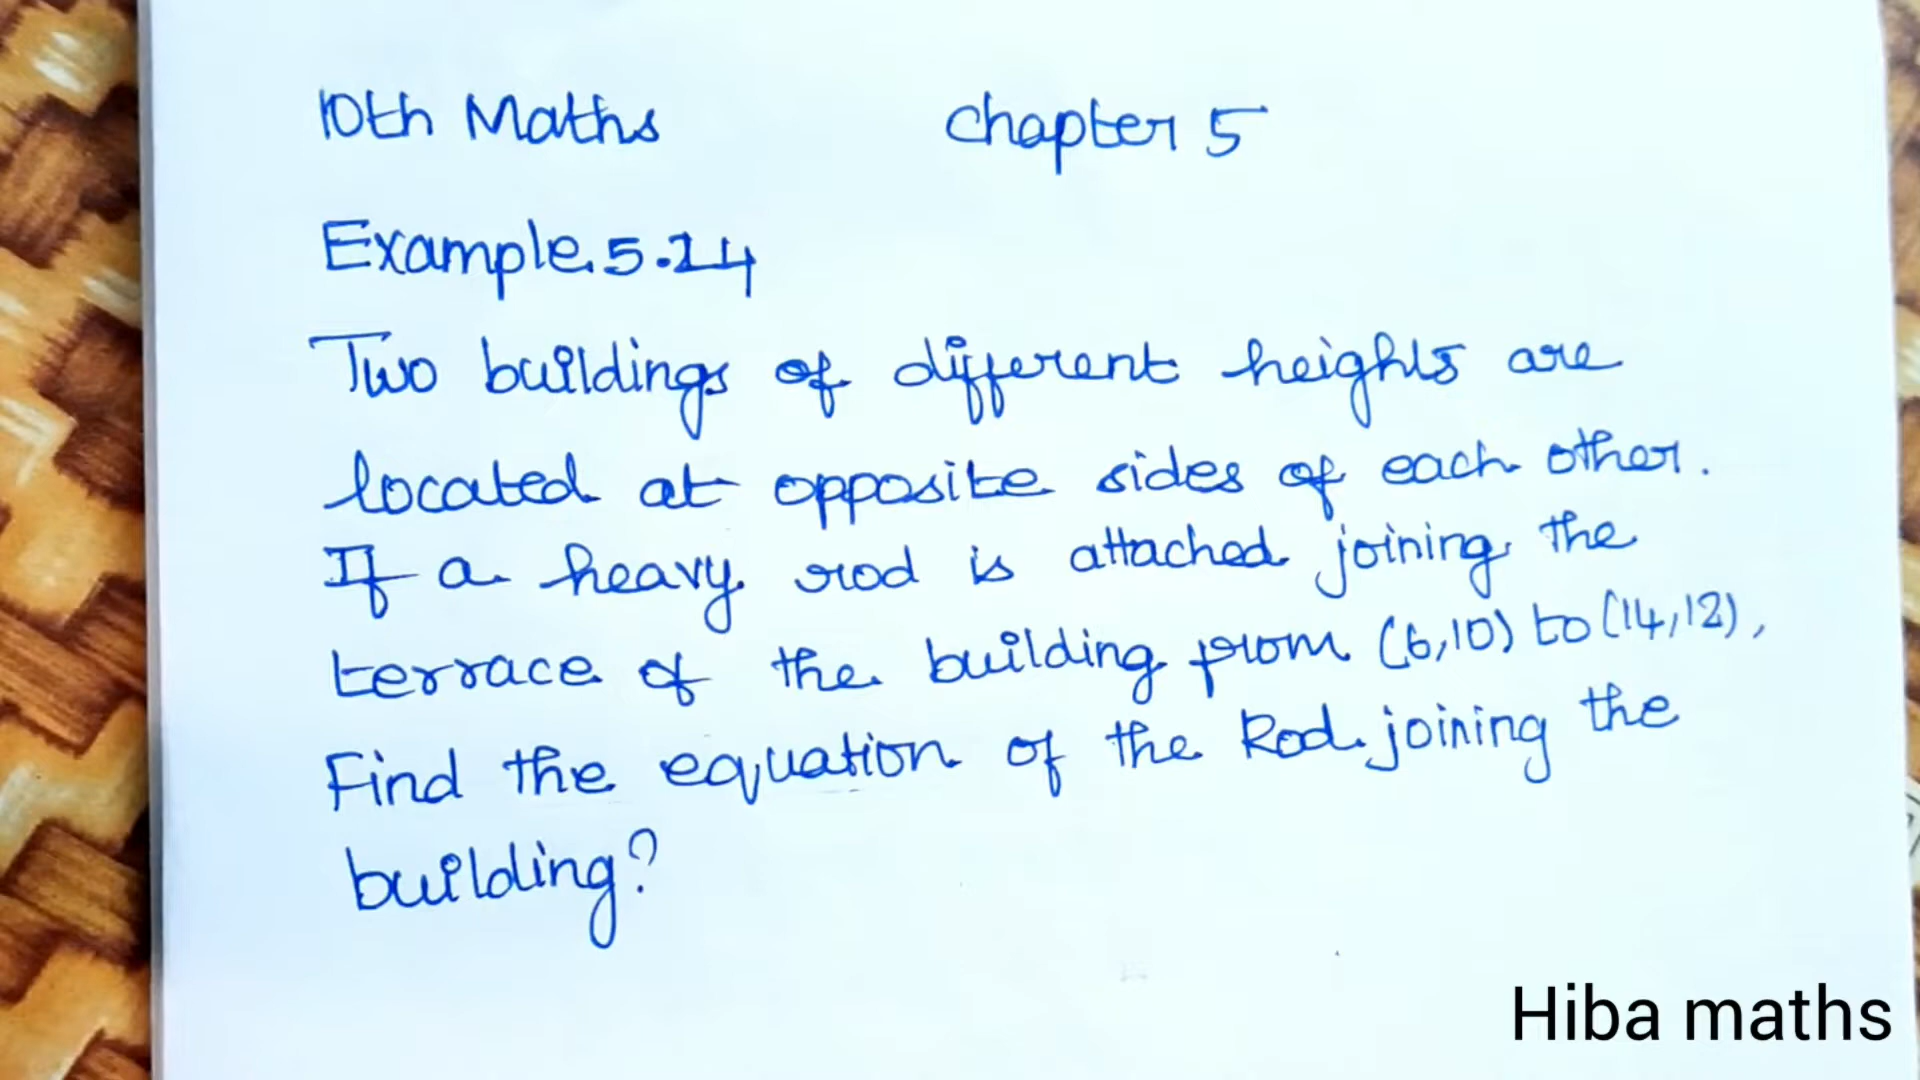 10th Maths chapter 5
Example.5.24
Two buildings of different heights are
located at opposite sides of each other.
If a heavy rod is attached joining the
terrace of the building from (6,10) to (14,12),
Find the equation of the Rod joining the
building?
Hiba maths